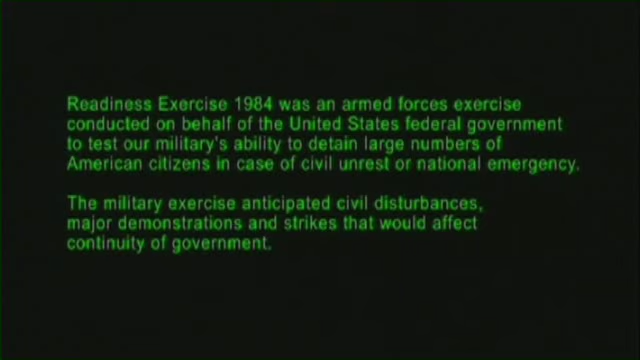 Readiness Exercise 1984 was an armed forces exercise
conducted on behalf of the United States federal government
to test our military's ability to detain large numbers of
American citizens in case of civil unrest or national emergency.
The military exercise anticipated civil disturbances,
major demonstrations and strikes that would affect
continuity of government.